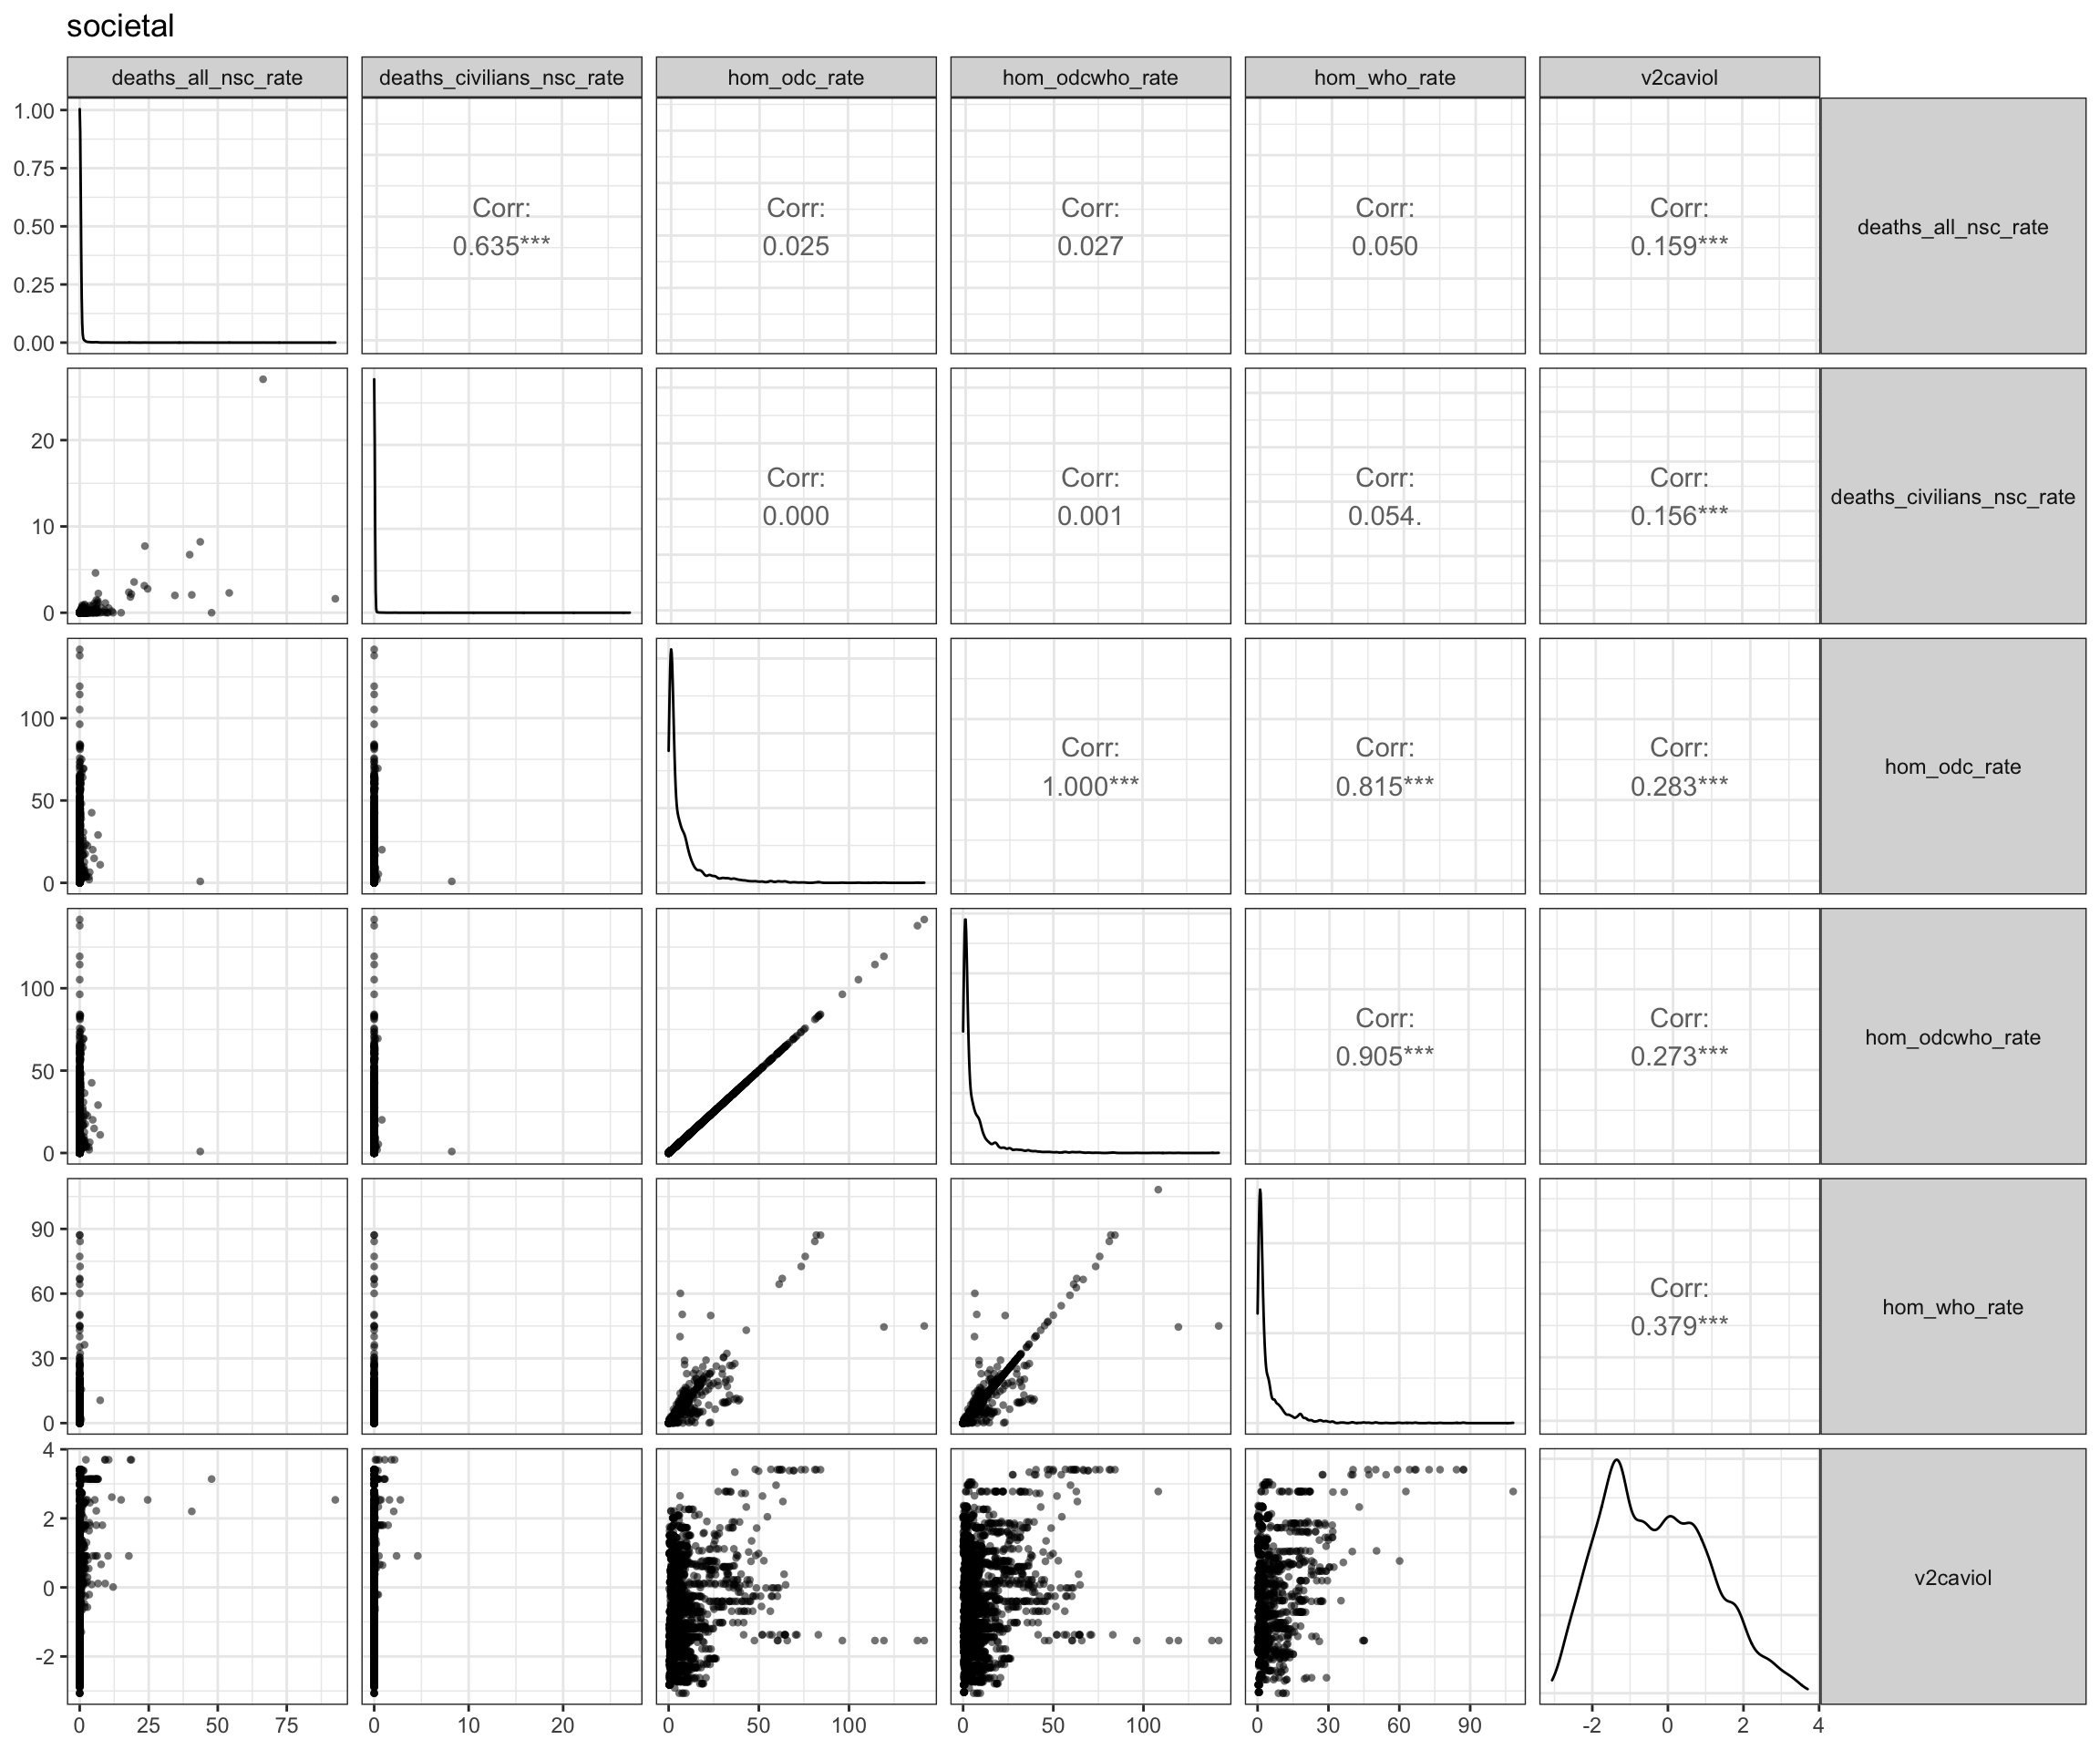 societal
deaths_all_nsc_rate
deaths_civilians_nsc_rate
hom_odc_rate
hom_odcwho_rate
hom_who_rate
v2caviol
1.00
0.75
0.50
0.25
0.00
Corr:
0.635***
Corr:
0.025
Corr:
0.027
Corr:
0.050
Corr:
0.159***
deaths_all_nsc_rate
20
10
0
Corr:
0.000
Corr:
0.001
Corr:
0.054.
Corr:
0.156***
deaths_civilians_nsc_rate
100
50
0
Corr:
1.000***
Corr:
0.815***
Corr:
0.283***
hom_odc_rate
100
50
0
Corr:
0.905***
Corr:
0.273***
hom_odcwho_rate
90
60
30
0
Corr:
0.379***
hom_who_rate
4
2
0
-2
v2caviol
0 25 50 75
0 10 20
0 50 100
0 50 100
0 30 60 90
-2 0 2 4